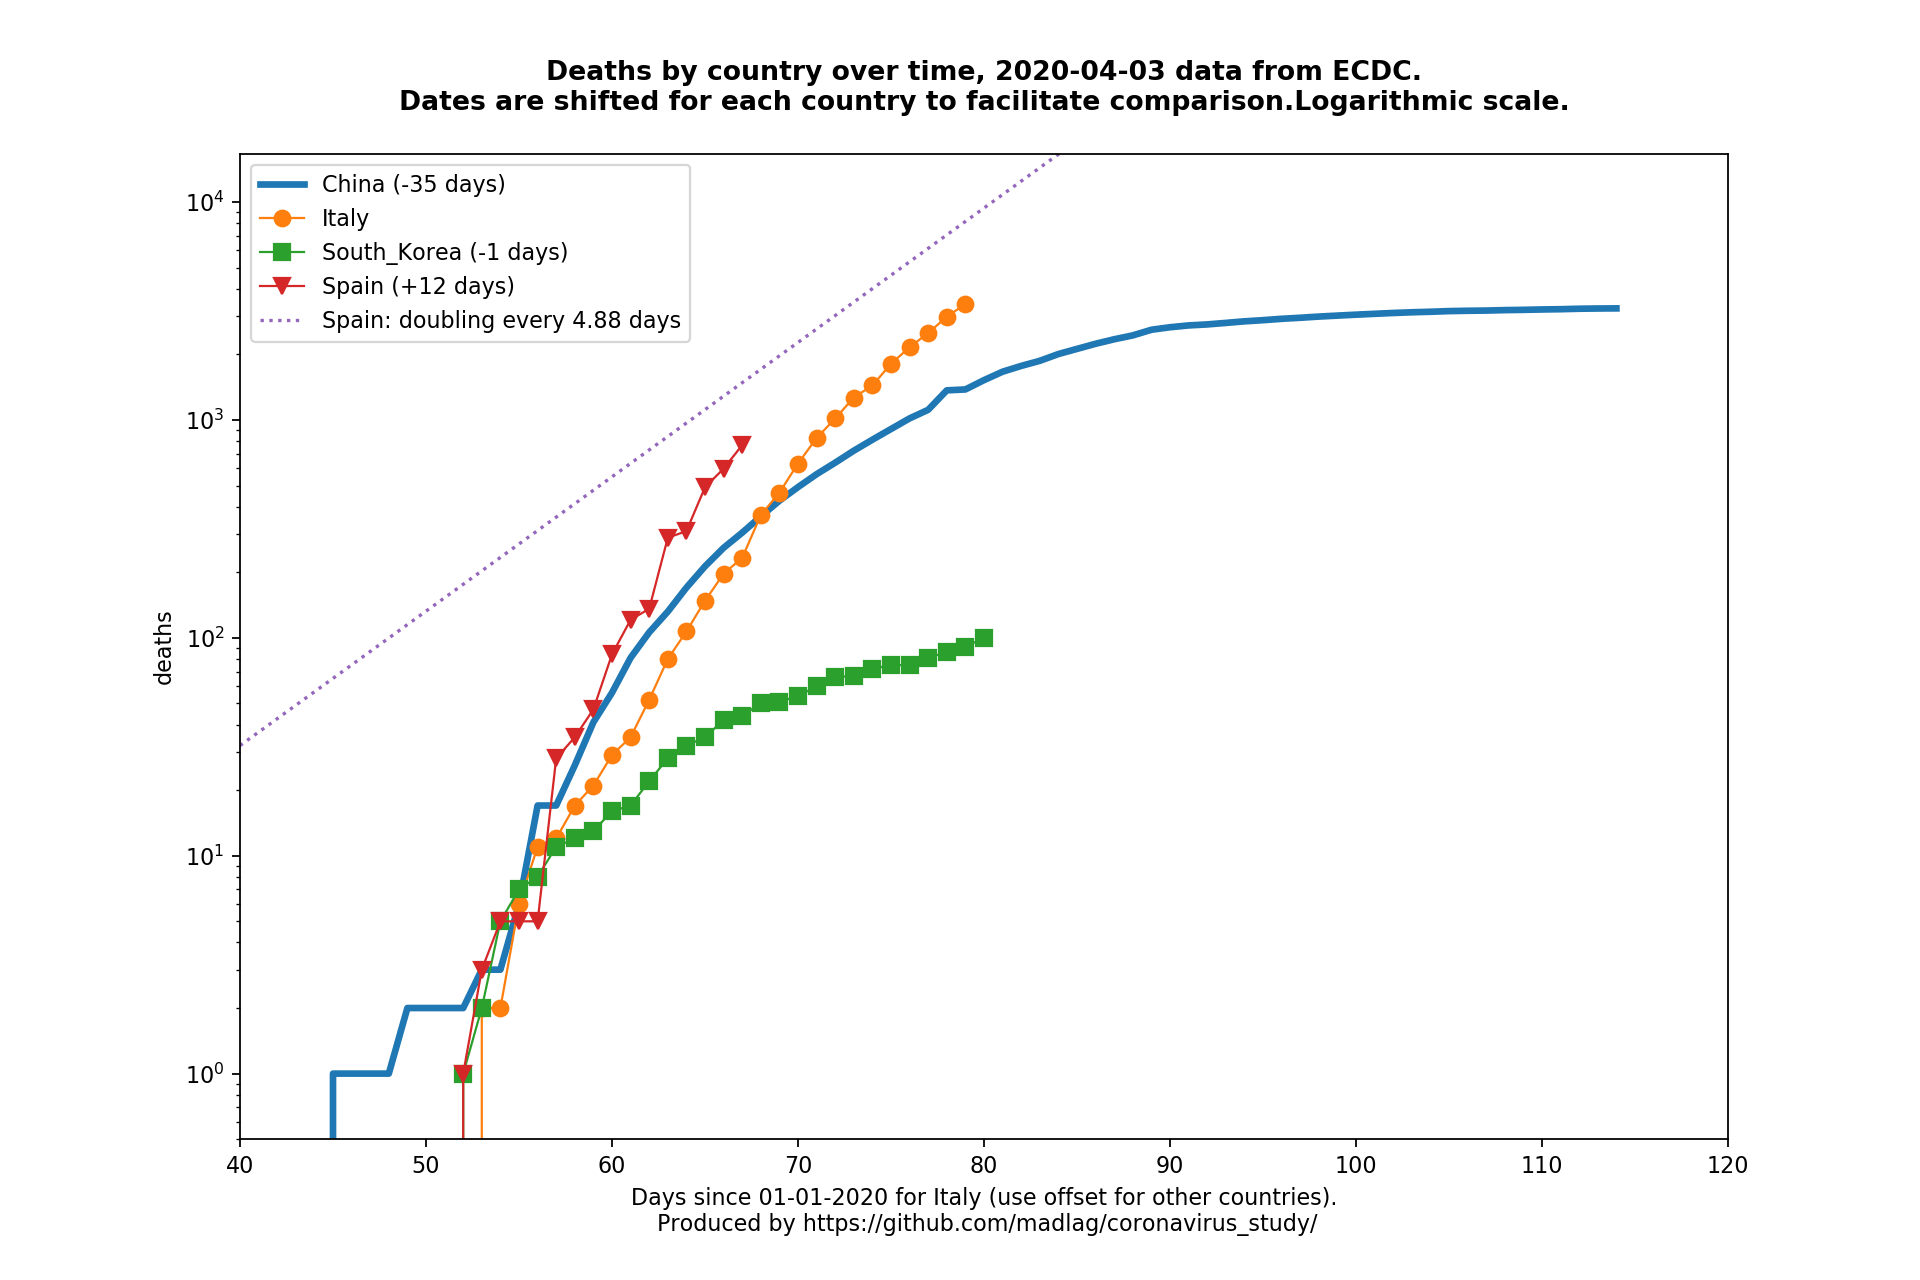 Deaths by country over time, 2020-04-03 data from ECDC.
Dates are shifted for each country to facilitate comparison.Logarithmic scale.
China (-35 days)
Italy
South_Korea (-1 days)
Spain (+12 days)
Spain: doubling every 4.88 days
deaths
10⁴
10³
10²
10¹
10⁰
40 50 60 70 80 90 100 110 120
Days since 01-01-2020 for Italy (use offset for other countries).
Produced by https://github.com/madlag/coronavirus_study/